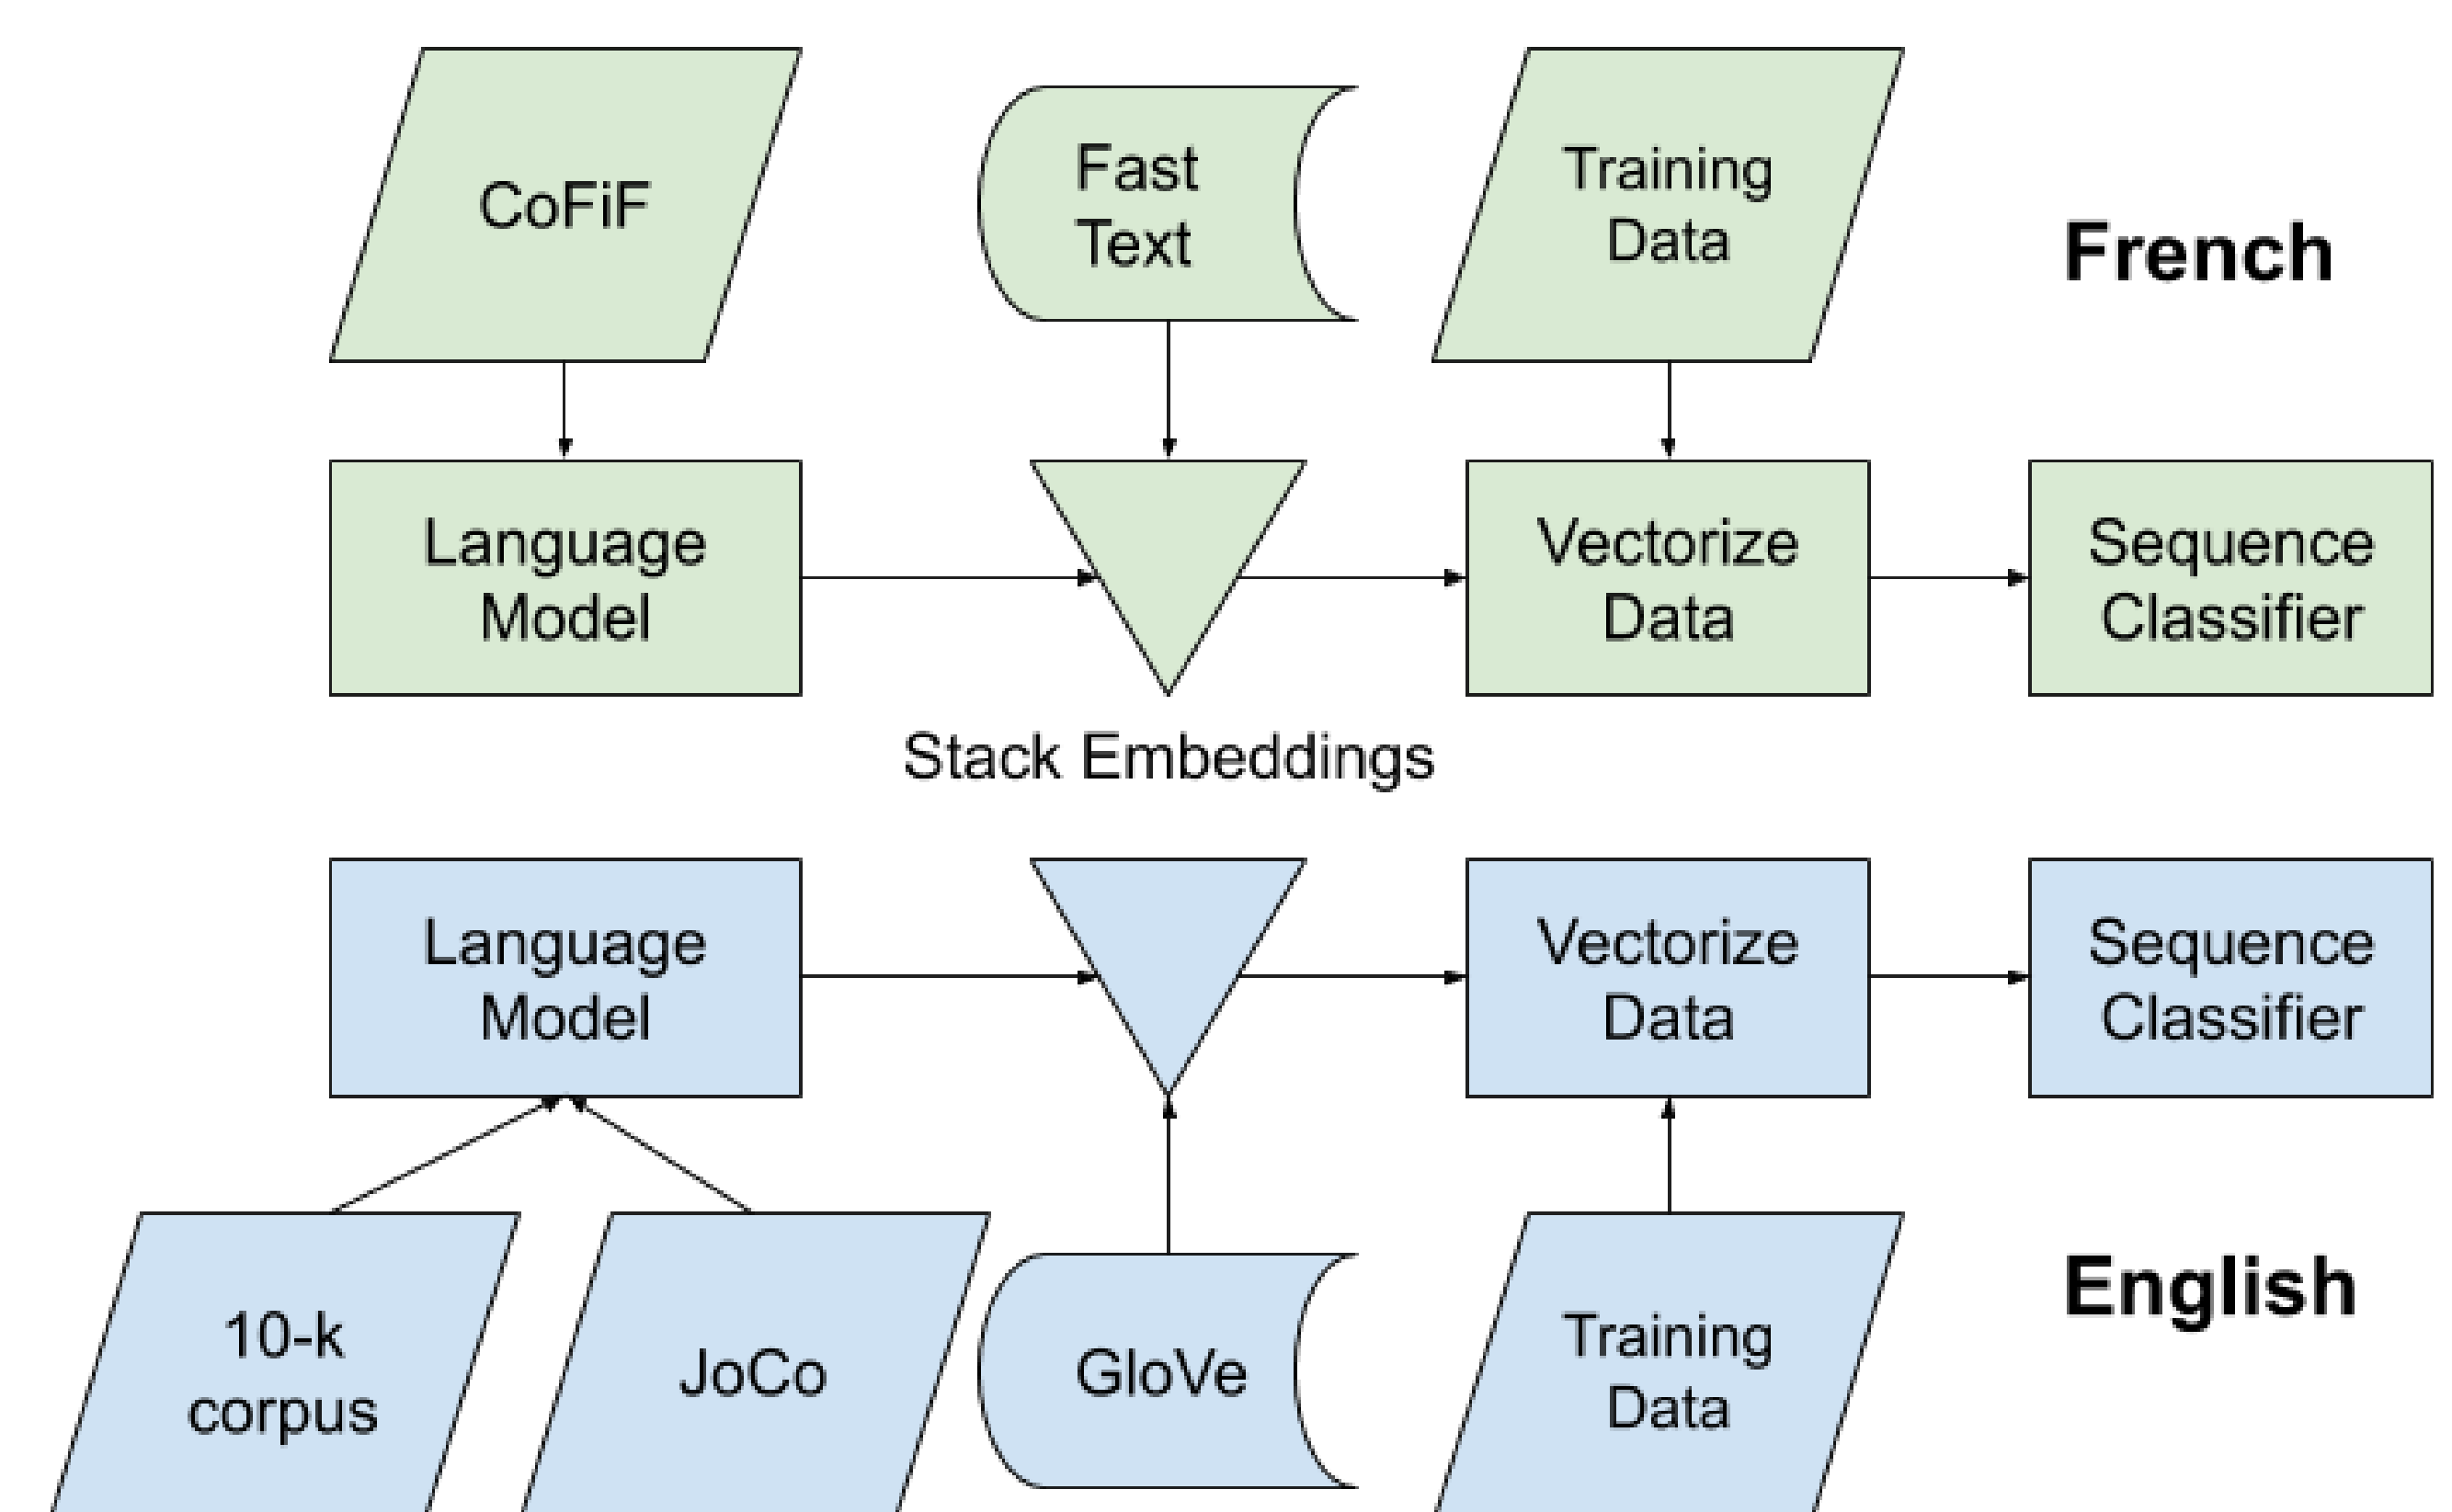 CoFiF
Fast
Text
Training
Data
French
Language
Model
Vectorize
Data
Sequence
Classifier
Stack Embeddings
Language
Model
Vectorize
Data
Sequence
Classifier
10-k
corpus
JoCo
GloVe
Training
Data
English